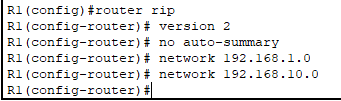 R1(config)#router rip
R1(config-router)# version 2
R1(config-router)# no auto-summary
R1(config-router)# network 192.168.1.0
R1(config-router)# network 192.168.10.0
R1(config-router)#